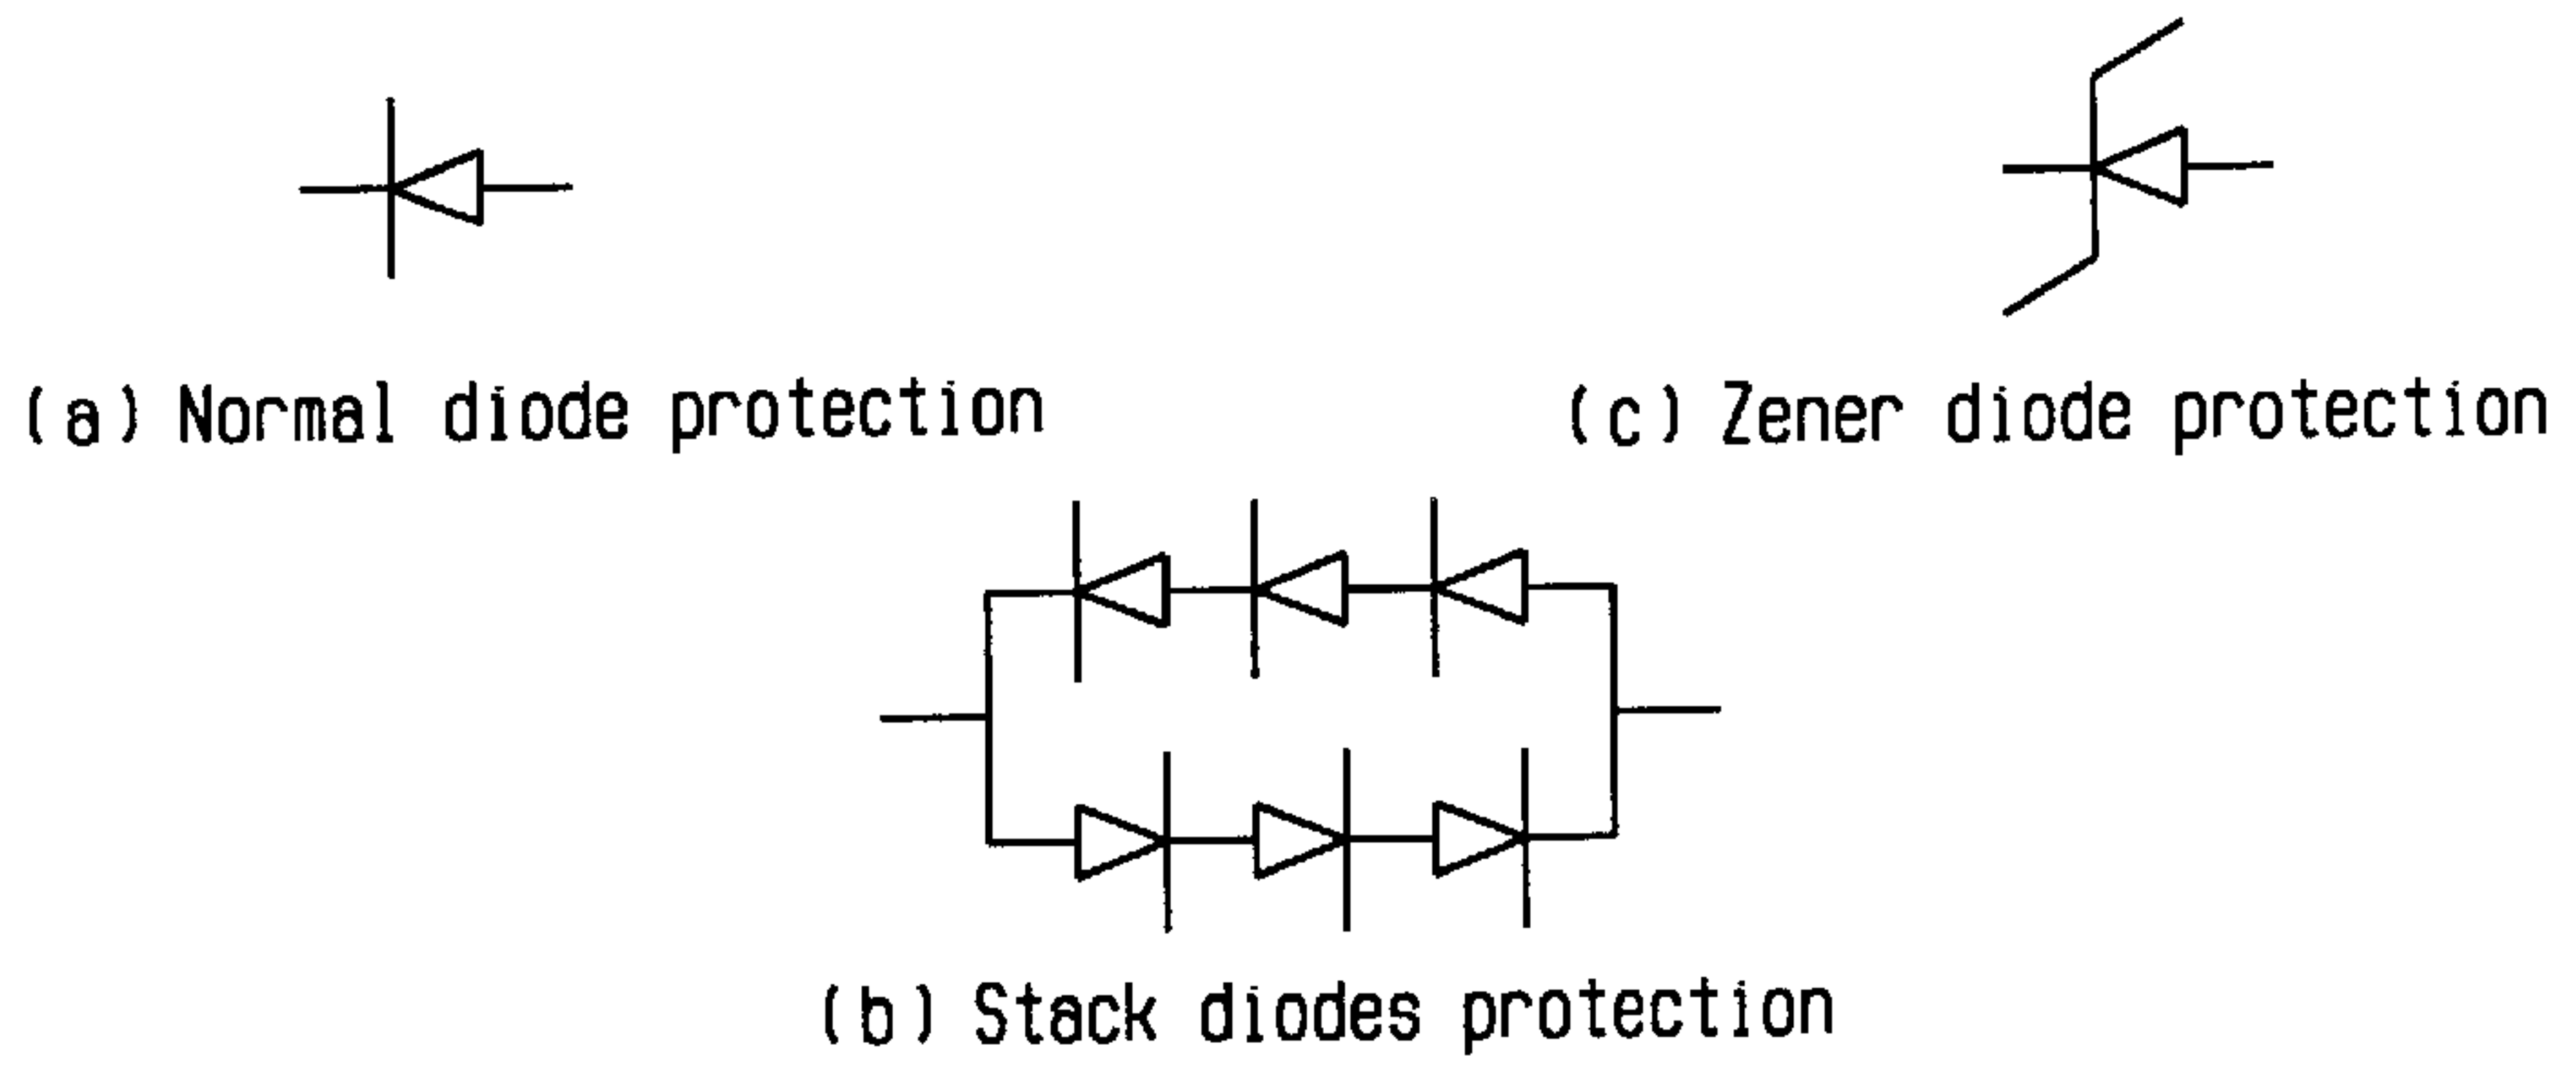 (a) Normal diode protection
(c) Zener diode protection
(b) Stack diodes protection